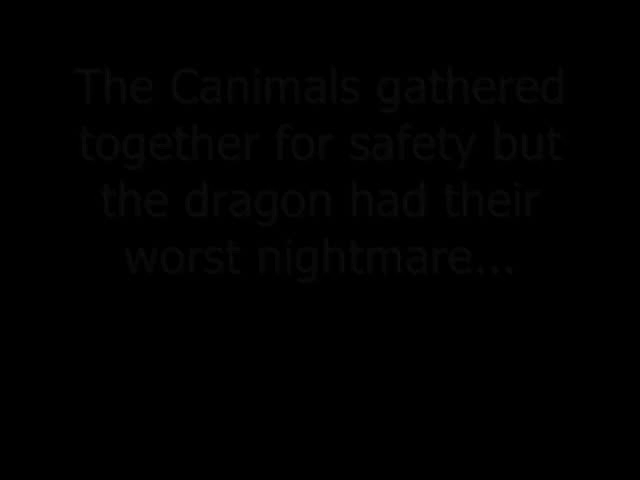 The Canimals gathered
together for safety but
the dragon had their
worst nightmare...